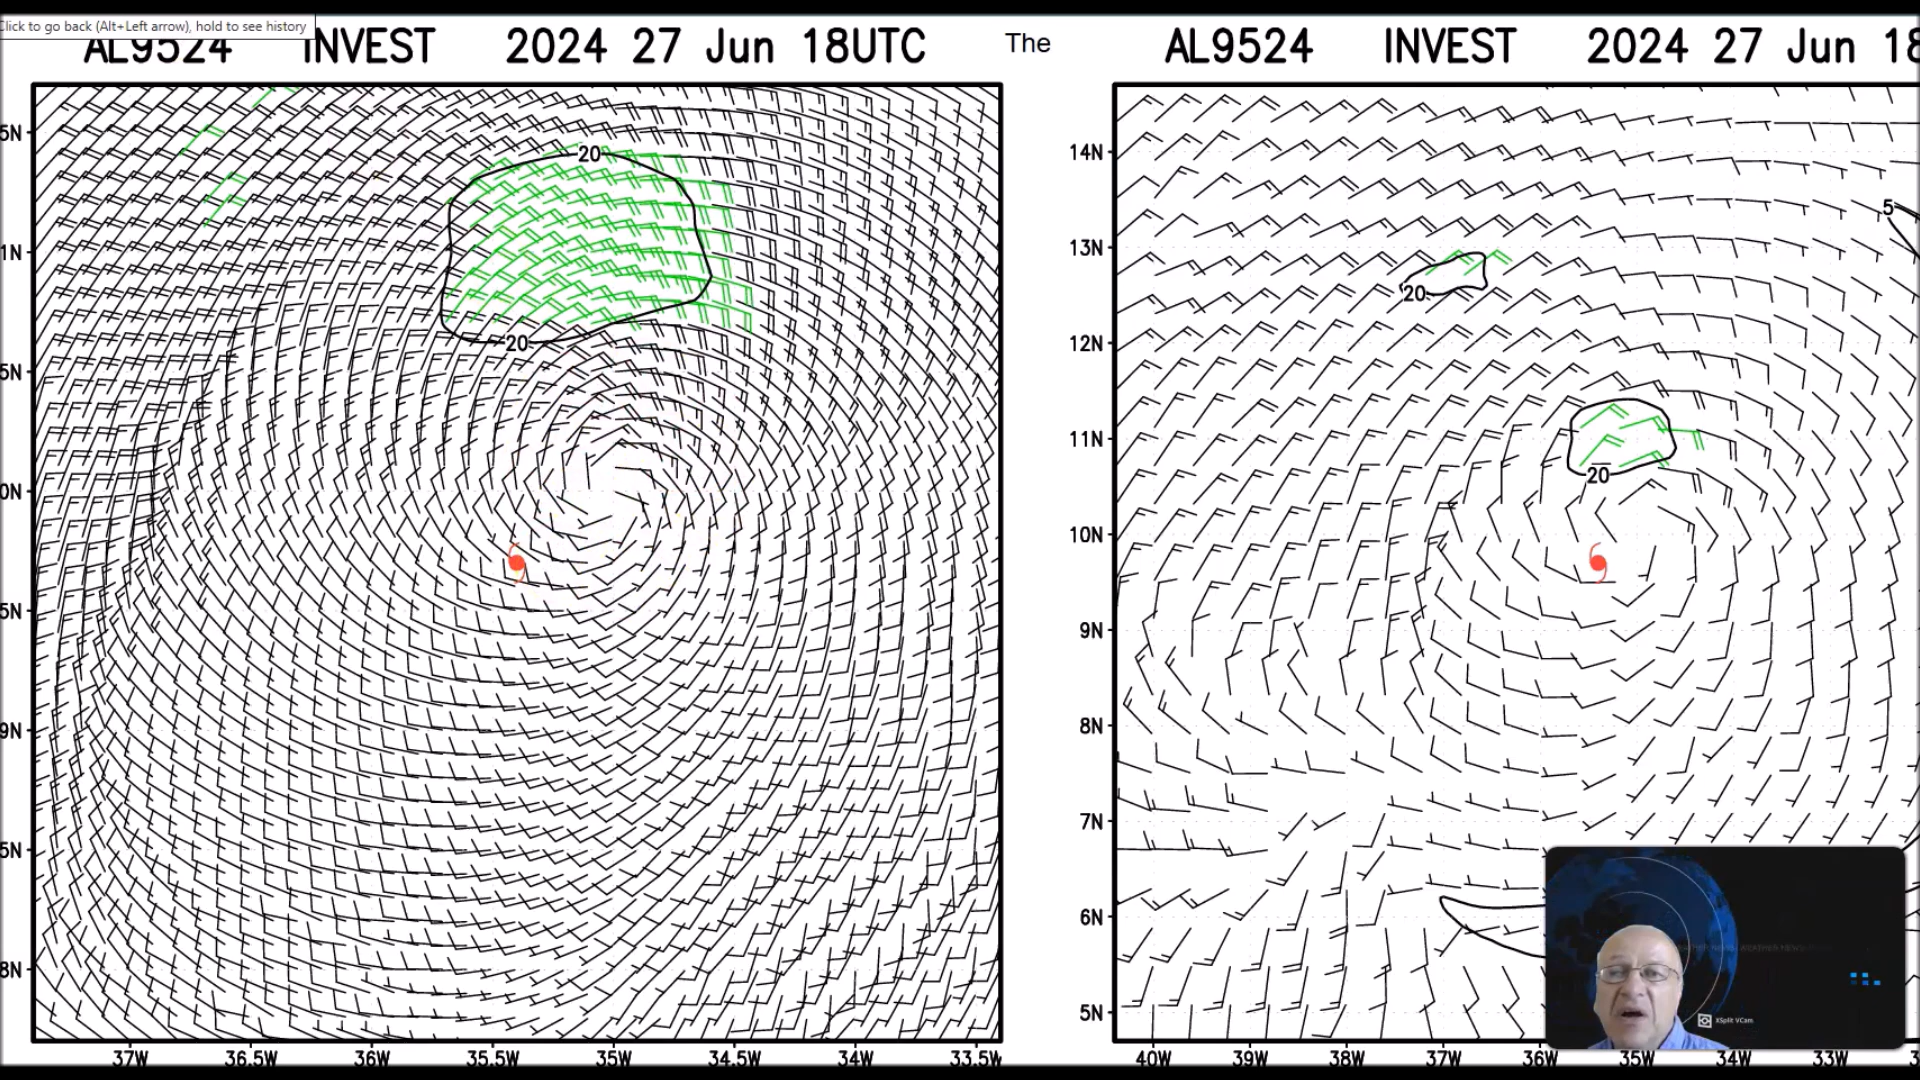 Click to go back (Alt+Left arrow), hold to see history
AL9524 INVEST 2024 27 Jun 18UTC
The
AL9524 INVEST 2024 27 Jun 18
5N
1N
5N
0N
5N
9N
5N
8N
20
20
37W 36.5W 36W 35.5W 35W 34.5W 34W 33.5W
14N
13N
12N
11N
10N
9N
8N
7N
6N
5N
5
20
20
40W 39W 38W 37W 36W 35W 34W 33W
XSplit VCam